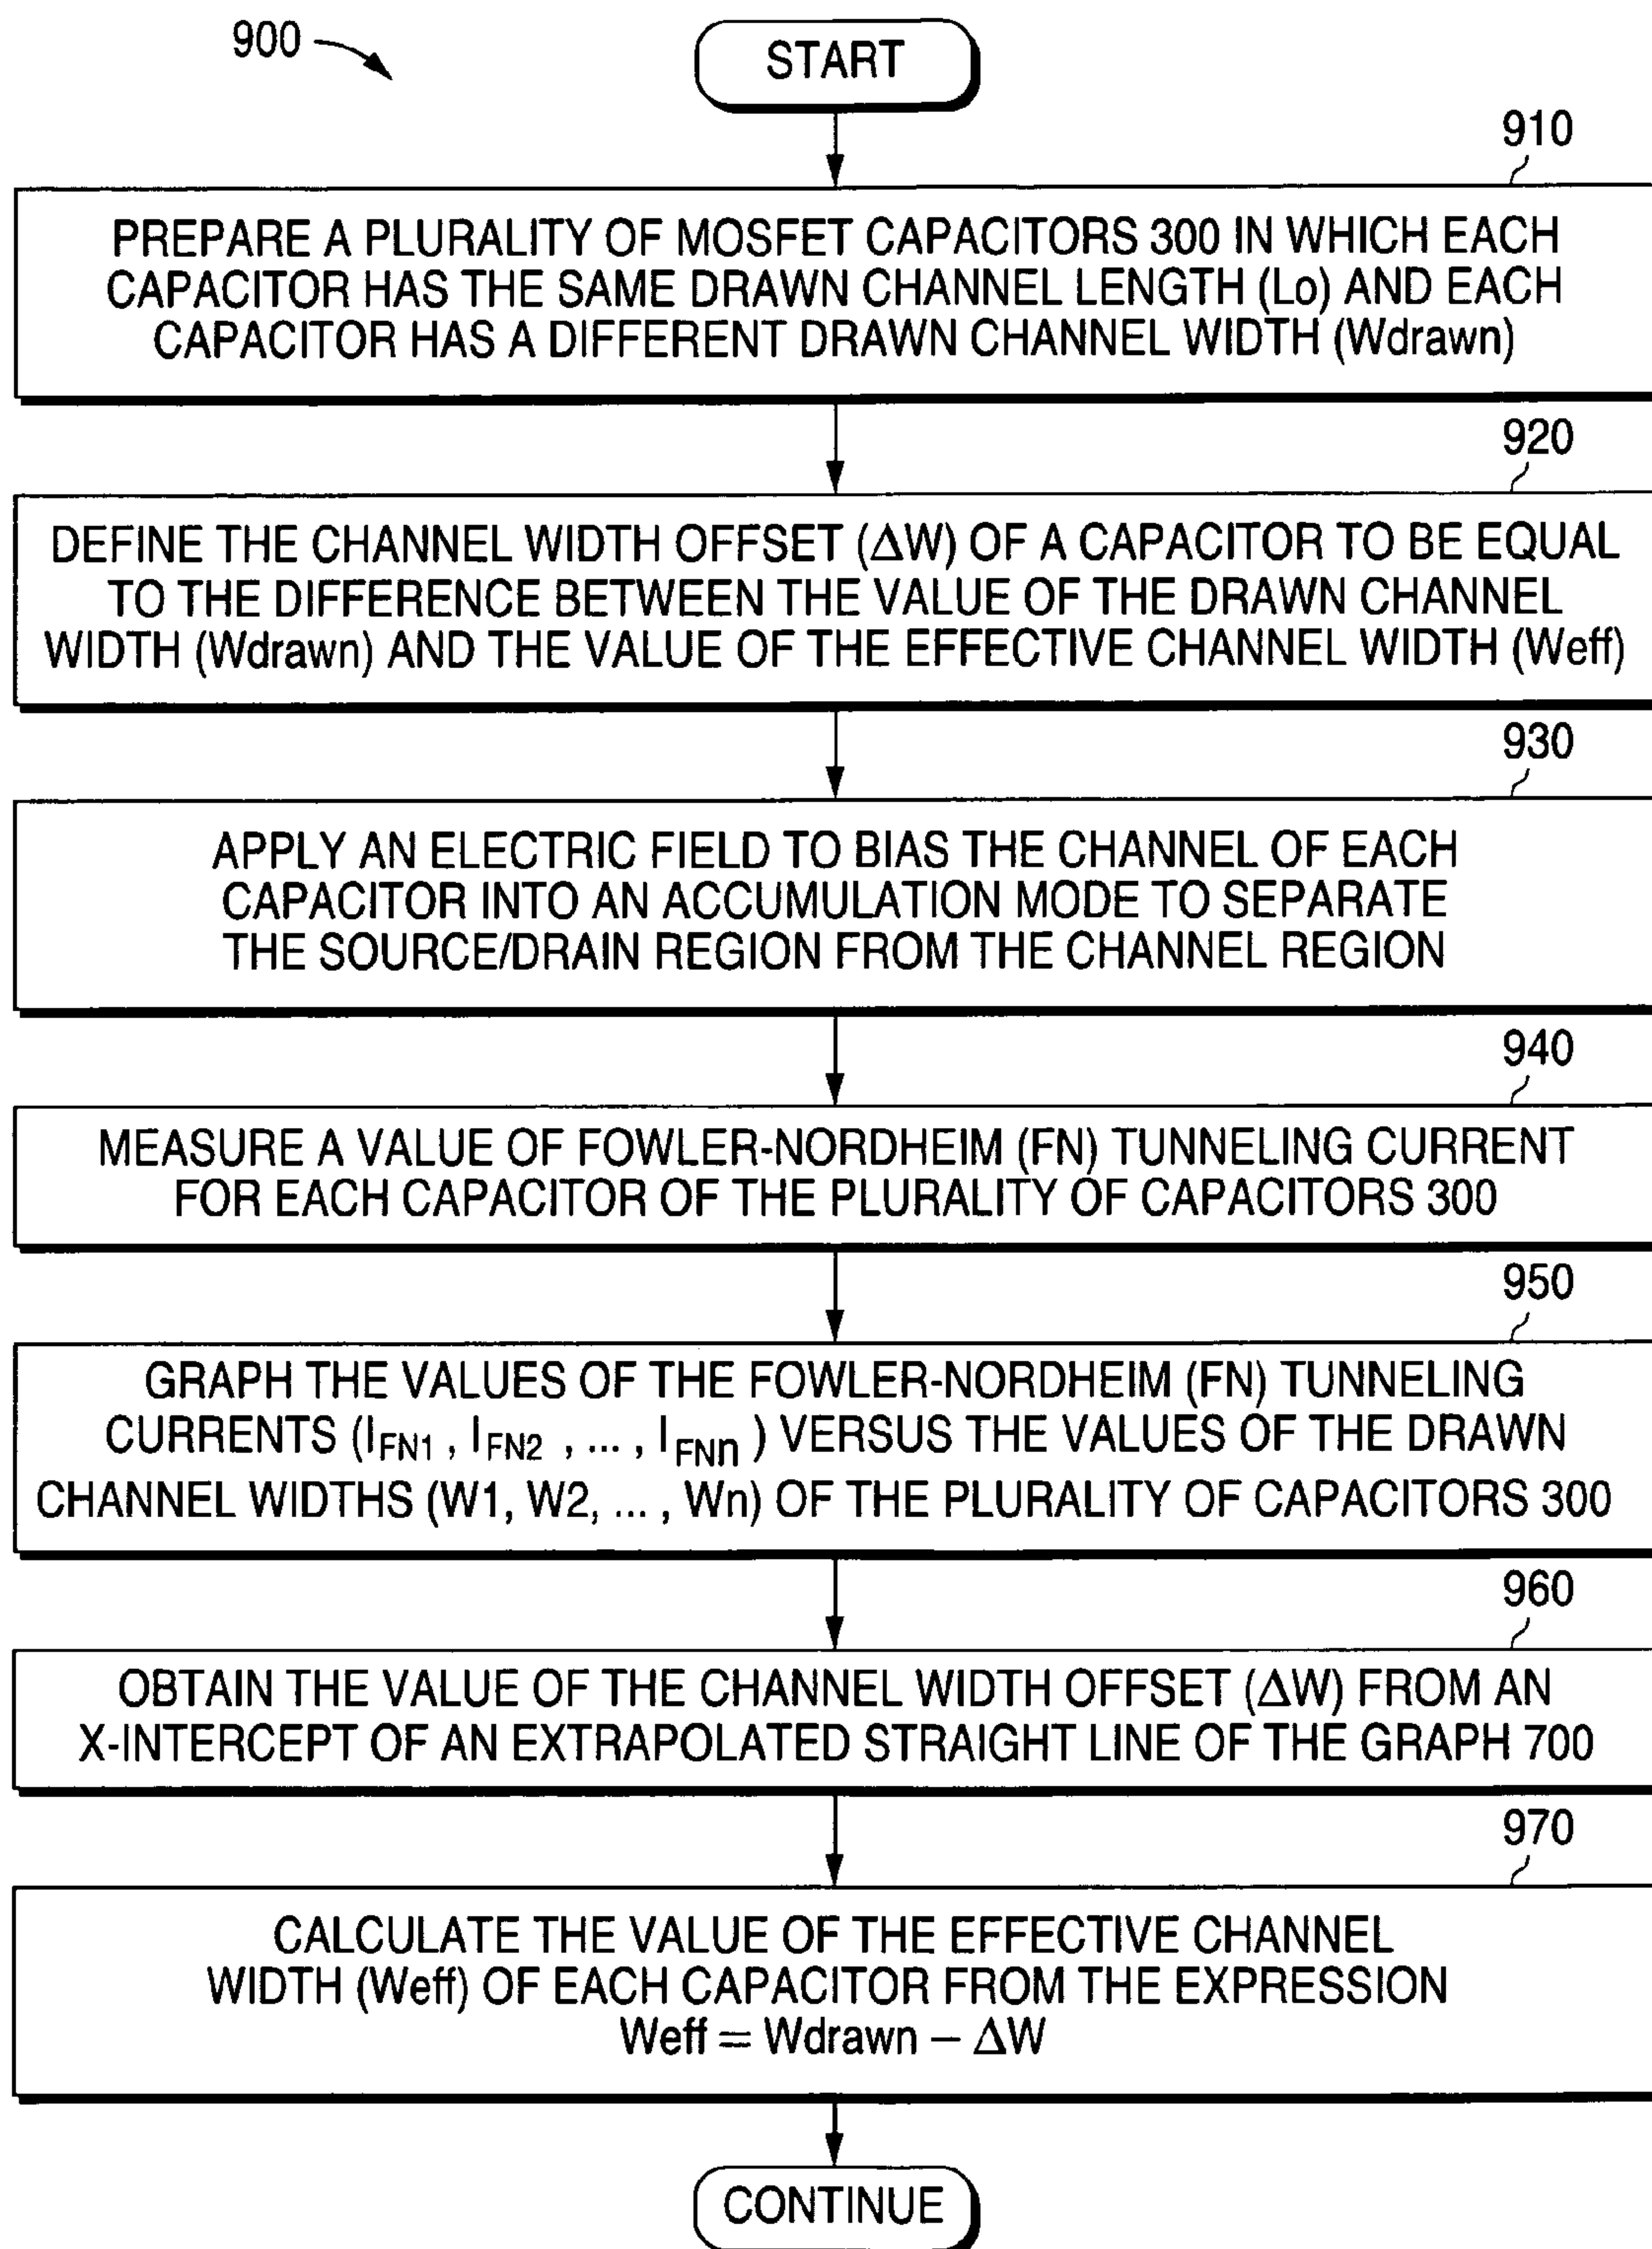 900
START
910
PREPARE A PLURALITY OF MOSFET CAPACITORS 300 IN WHICH EACH
CAPACITOR HAS THE SAME DRAWN CHANNEL LENGTH (Lo) AND EACH
CAPACITOR HAS A DIFFERENT DRAWN CHANNEL WIDTH (Wdrawn)
920
DEFINE THE CHANNEL WIDTH OFFSET (ΔW) OF A CAPACITOR TO BE EQUAL
TO THE DIFFERENCE BETWEEN THE VALUE OF THE DRAWN CHANNEL
WIDTH (Wdrawn) AND THE VALUE OF THE EFFECTIVE CHANNEL WIDTH (Weff)
930
APPLY AN ELECTRIC FIELD TO BIAS THE CHANNEL OF EACH
CAPACITOR INTO AN ACCUMULATION MODE TO SEPARATE
THE SOURCE/DRAIN REGION FROM THE CHANNEL REGION
940
MEASURE A VALUE OF FOWLER-NORDHEIM (FN) TUNNELING CURRENT
FOR EACH CAPACITOR OF THE PLURALITY OF CAPACITORS 300
950
GRAPH THE VALUES OF THE FOWLER-NORDHEIM (FN) TUNNELING
CURRENTS (I FN1 , I FN2 , ... , I FNn ) VERSUS THE VALUES OF THE DRAWN
CHANNEL WIDTHS (W1, W2, ... , Wn) OF THE PLURALITY OF CAPACITORS 300
960
OBTAIN THE VALUE OF THE CHANNEL WIDTH OFFSET (ΔW) FROM AN
X-INTERCEPT OF AN EXTRAPOLATED STRAIGHT LINE OF THE GRAPH 700
970
CALCULATE THE VALUE OF THE EFFECTIVE CHANNEL
WIDTH (Weff) OF EACH CAPACITOR FROM THE EXPRESSION
Weff = Wdrawn – ΔW
CONTINUE